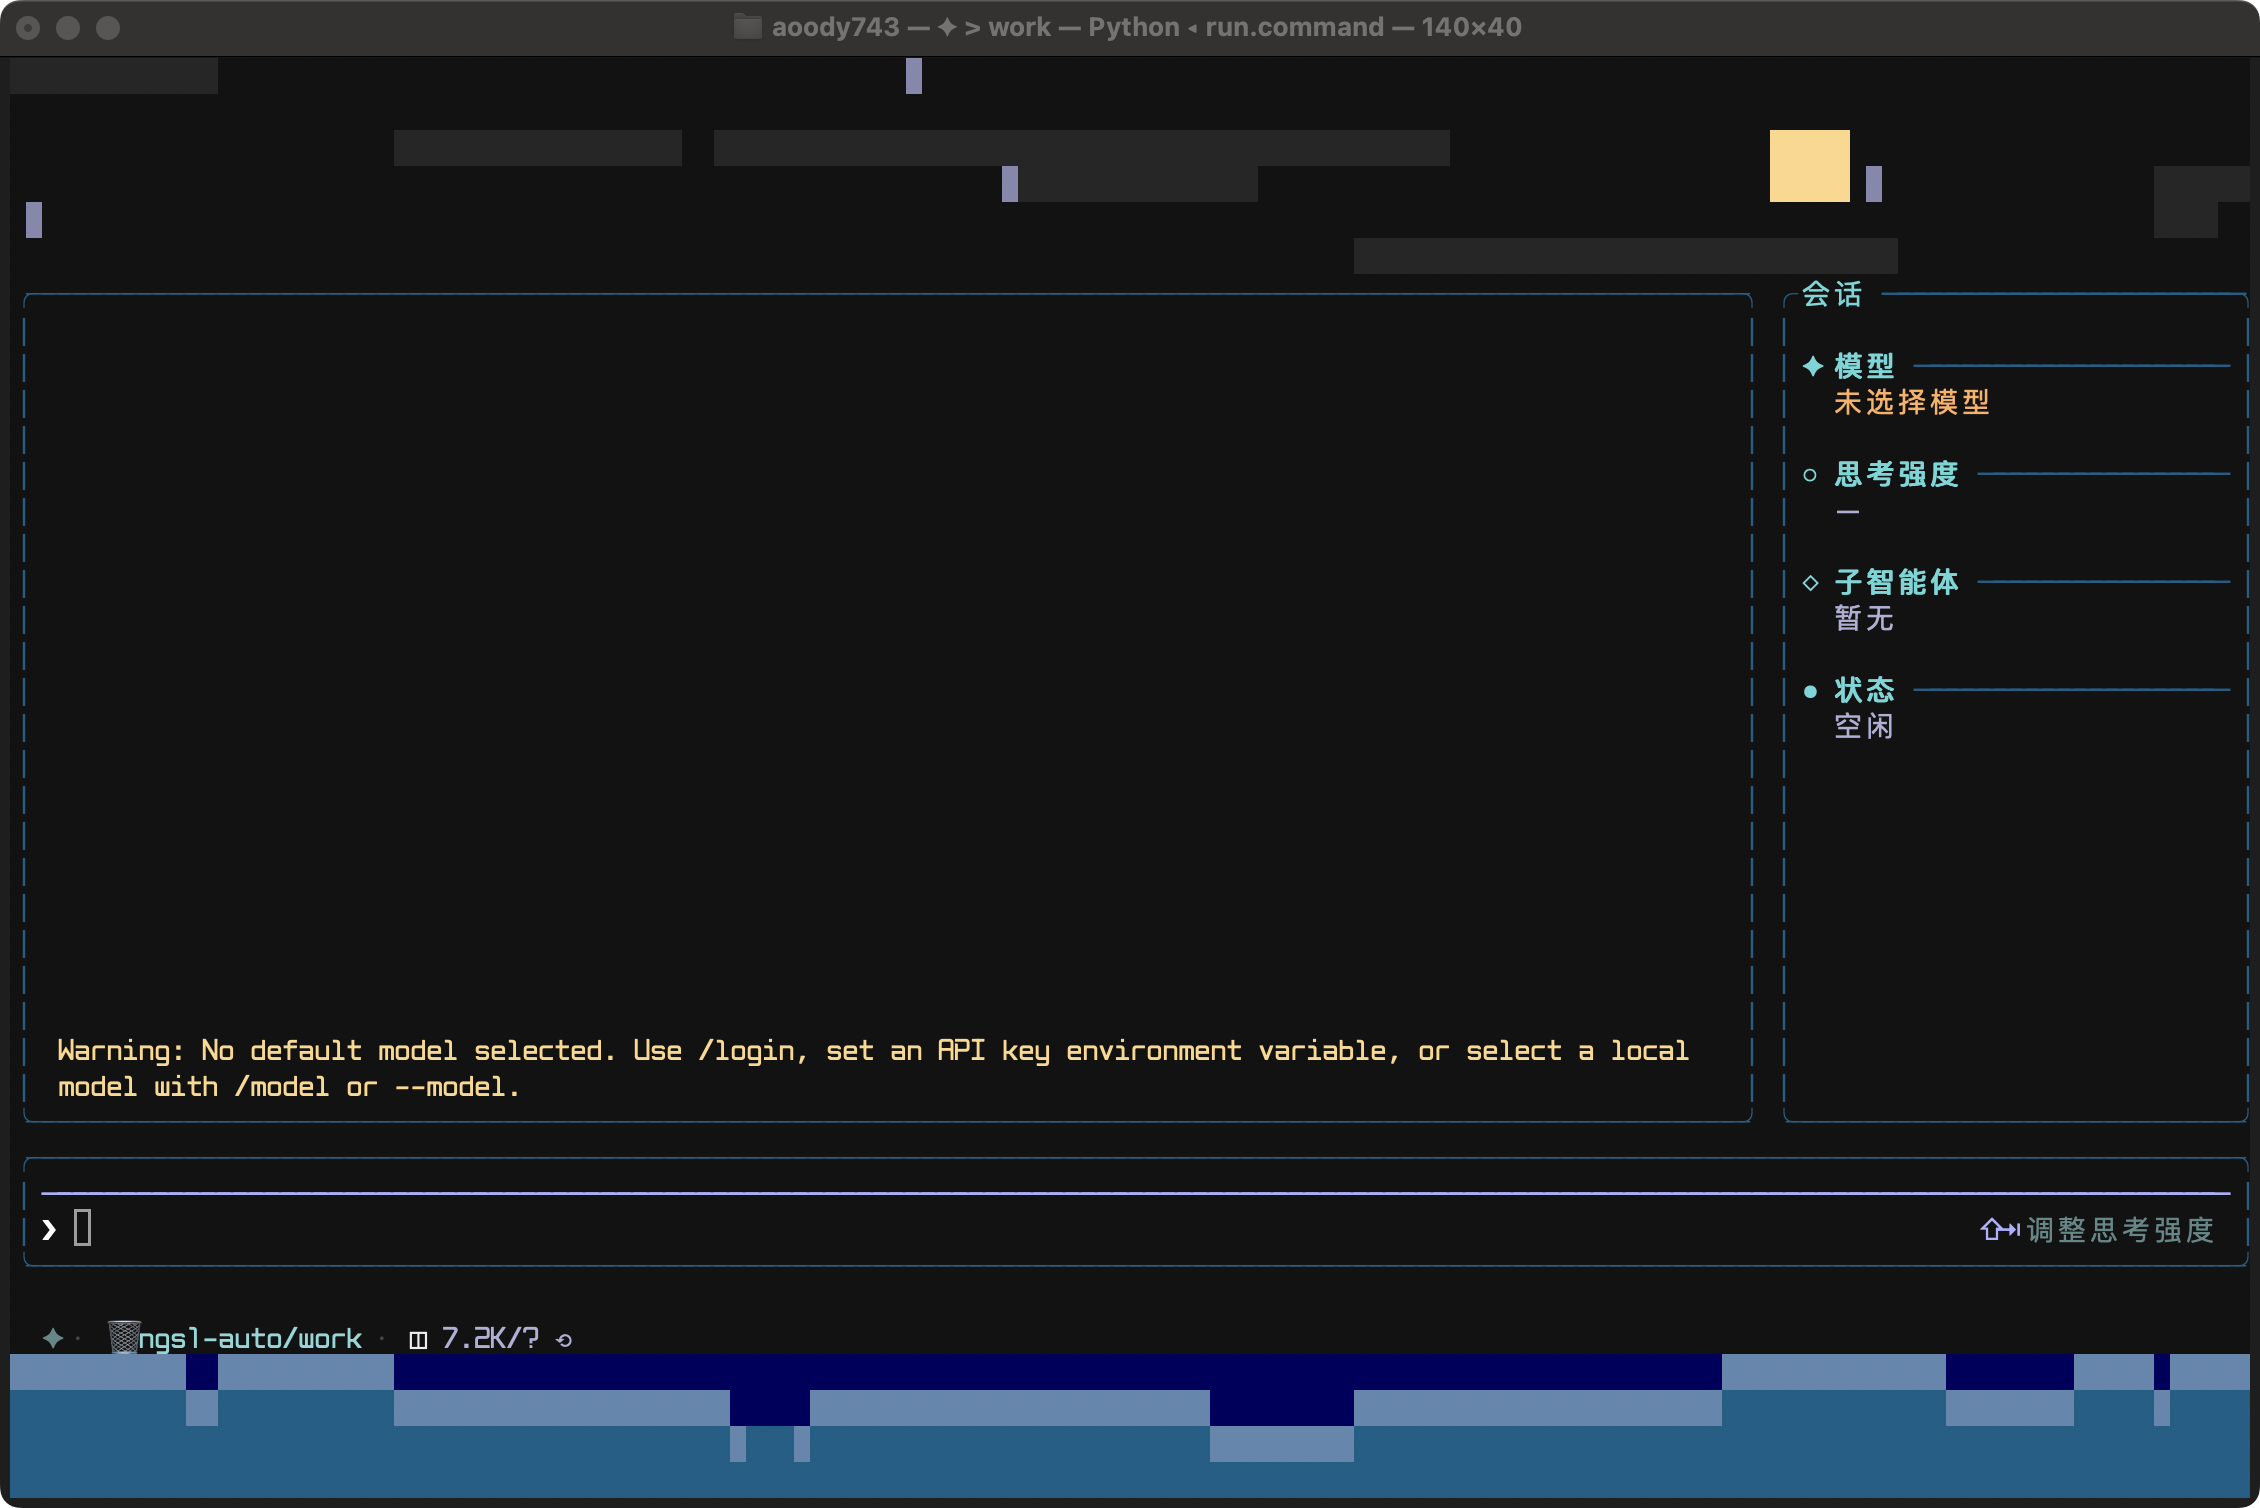 aoody743 — ✦ > work — Python ◂ run.command — 140×40
会话
✦ 模型
未选择模型
○ 思考强度
—
◇ 子智能体
暂无
● 状态
空闲
Warning: No default model selected. Use /login, set an API key environment variable, or select a local
model with /model or --model.
❯
⇧⇥ 调整思考强度
✦ · 🗑ngsl-auto/work · ◫ 7.2K/? ⟲